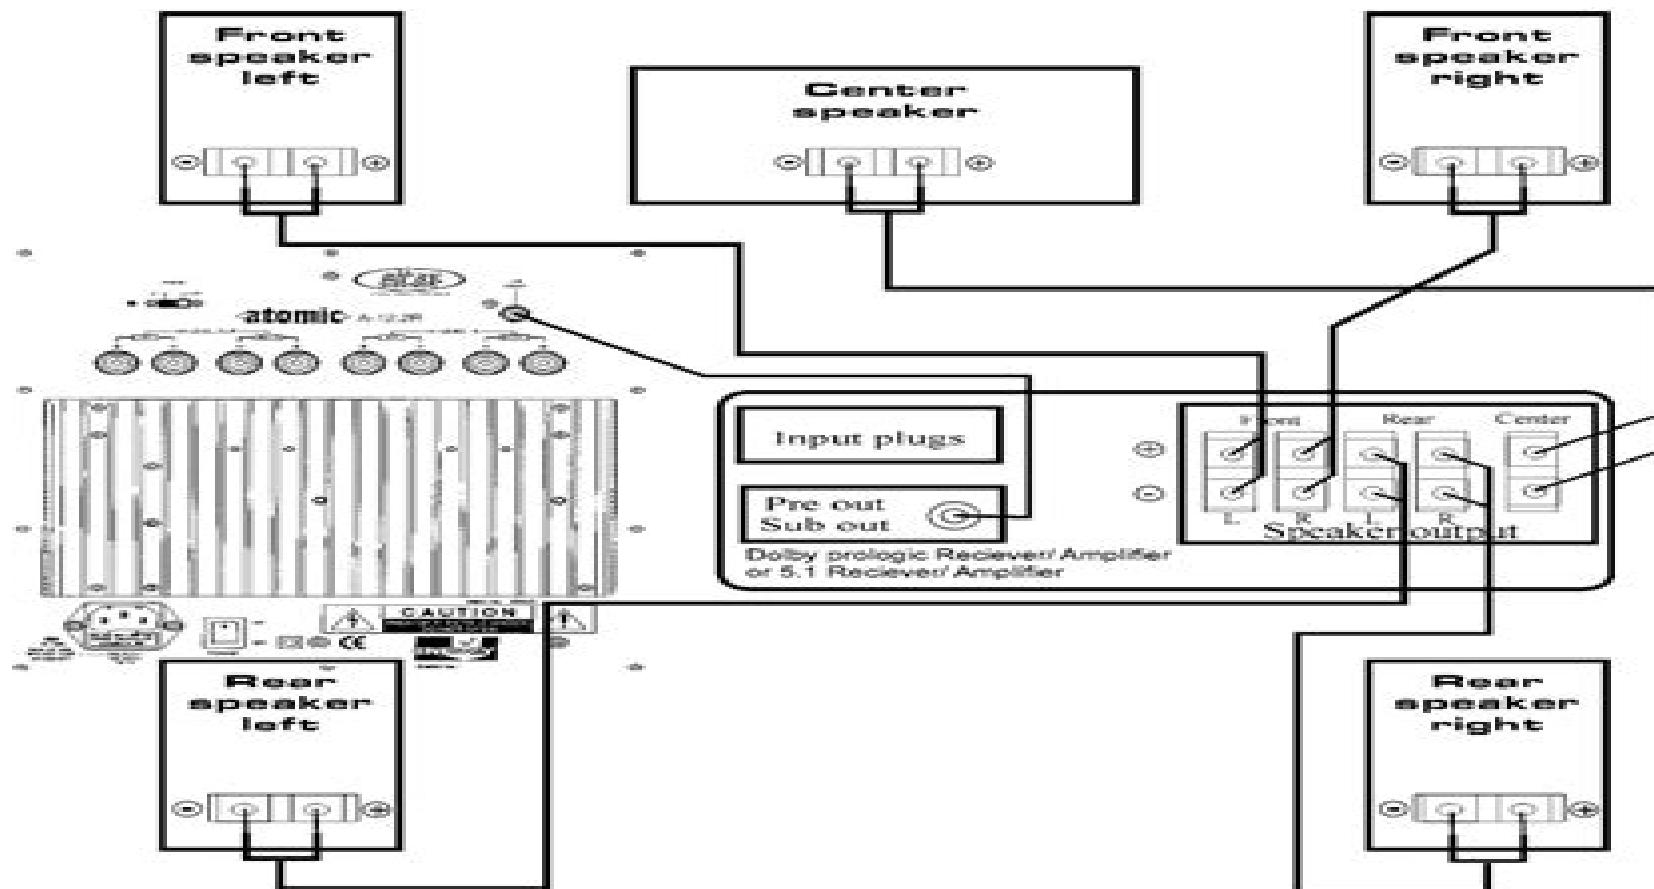 Front
speaker
left
Center
speaker
Front
speaker
right
atomic
Input plugs
Pre out
Sub out
Dolby prologic Reciever/ Amplifier
or 5.1 Reciever/ Amplifier
Front Rear Center
L R L R
Speaker output
CAUTION
CE
Rear
speaker
left
Rear
speaker
right